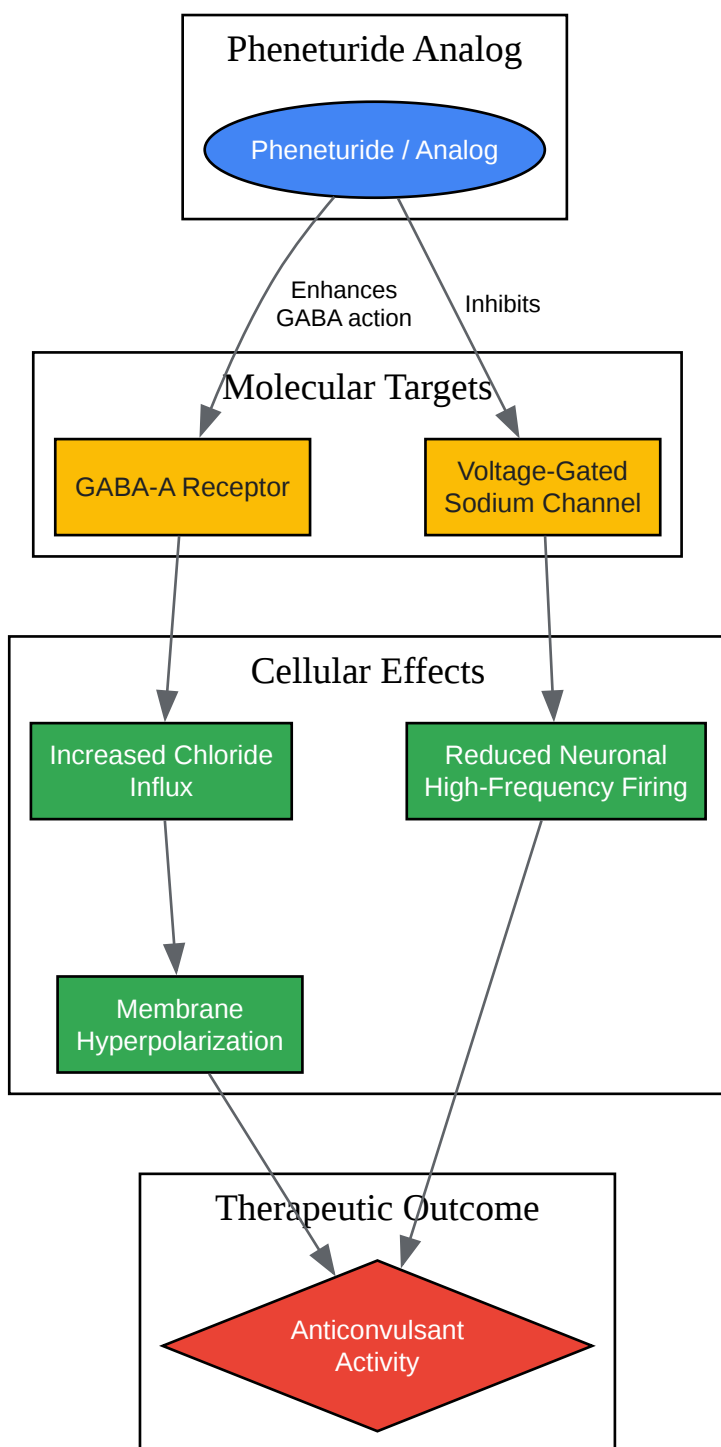 Pheneturide Analog
Pheneturide / Analog
Enhances
GABA action
Inhibits
Molecular Targets
GABA-A Receptor
Voltage-Gated
Sodium Channel
Cellular Effects
Increased Chloride
Influx
Reduced Neuronal
High-Frequency Firing
Membrane
Hyperpolarization
Therapeutic Outcome
Anticonvulsant
Activity